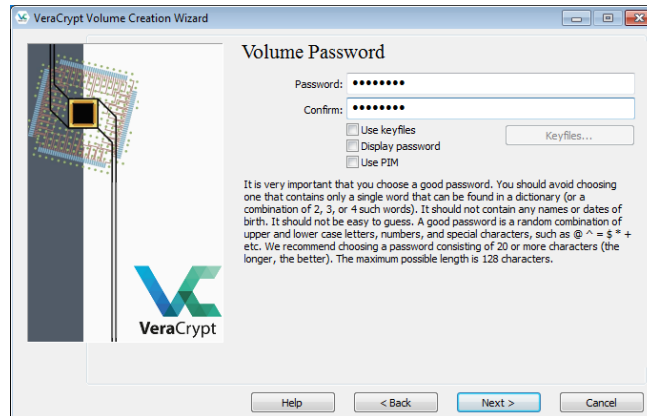 VeraCrypt Volume Creation Wizard
Volume Password
Password: ••••••••
Confirm: ••••••••
Use keyfiles
Keyfiles...
Display password
Use PIM
It is very important that you choose a good password. You should avoid choosing
one that contains only a single word that can be found in a dictionary (or a
combination of 2, 3, or 4 such words). It should not contain any names or dates of
birth. It should not be easy to guess. A good password is a random combination of
upper and lower case letters, numbers, and special characters, such as @ ^ = $ * +
etc. We recommend choosing a password consisting of 20 or more characters (the
longer, the better). The maximum possible length is 128 characters.
VeraCrypt
Help
< Back
Next >
Cancel